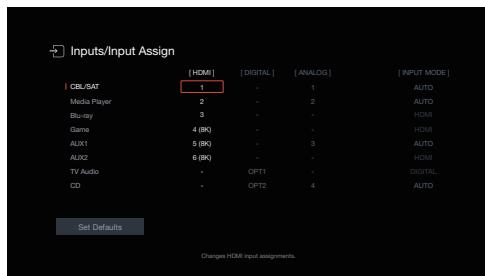 Inputs/Input Assign
[ HDMI ] [ DIGITAL ] [ ANALOG ] [ INPUT MODE ]
CBL/SAT 1 - 1 AUTO
Media Player 2 - 2 AUTO
Blu-ray 3 - - HDMI
Game 4 (8K) - - HDMI
AUX1 5 (8K) - 3 AUTO
AUX2 6 (8K) - - HDMI
TV Audio - OPT1 - DIGITAL
CD - OPT2 4 AUTO
Set Defaults
Changes HDMI input assignments.